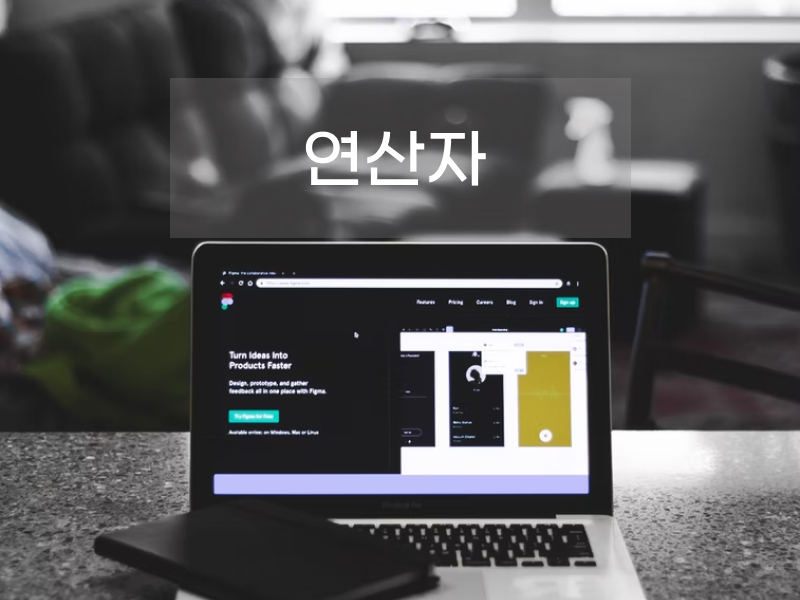 연산자
Features Pricing Careers Blog Sign in Sign up
Turn Ideas Into
Products Faster
Design, prototype, and gather
feedback all in one place with Figma.
Try Figma for free
Available online, on Windows, Mac or Linux